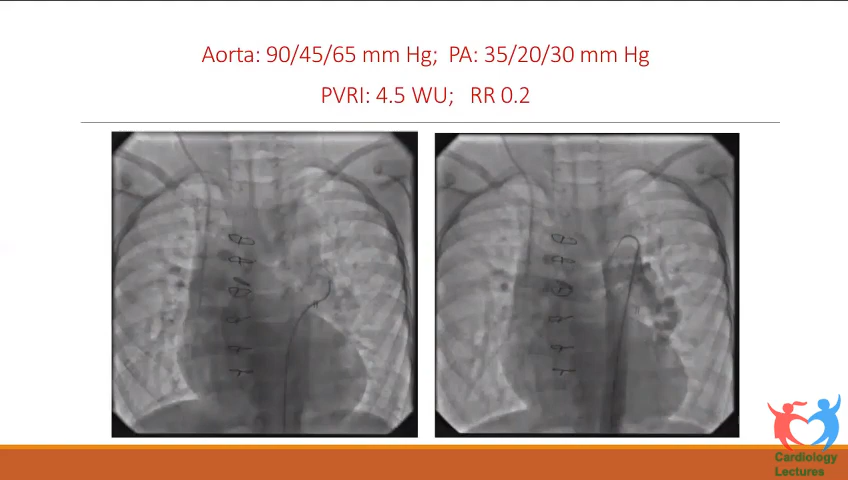 Aorta: 90/45/65 mm Hg; PA: 35/20/30 mm Hg
PVRI: 4.5 WU; RR 0.2
Cardiology
Lectures